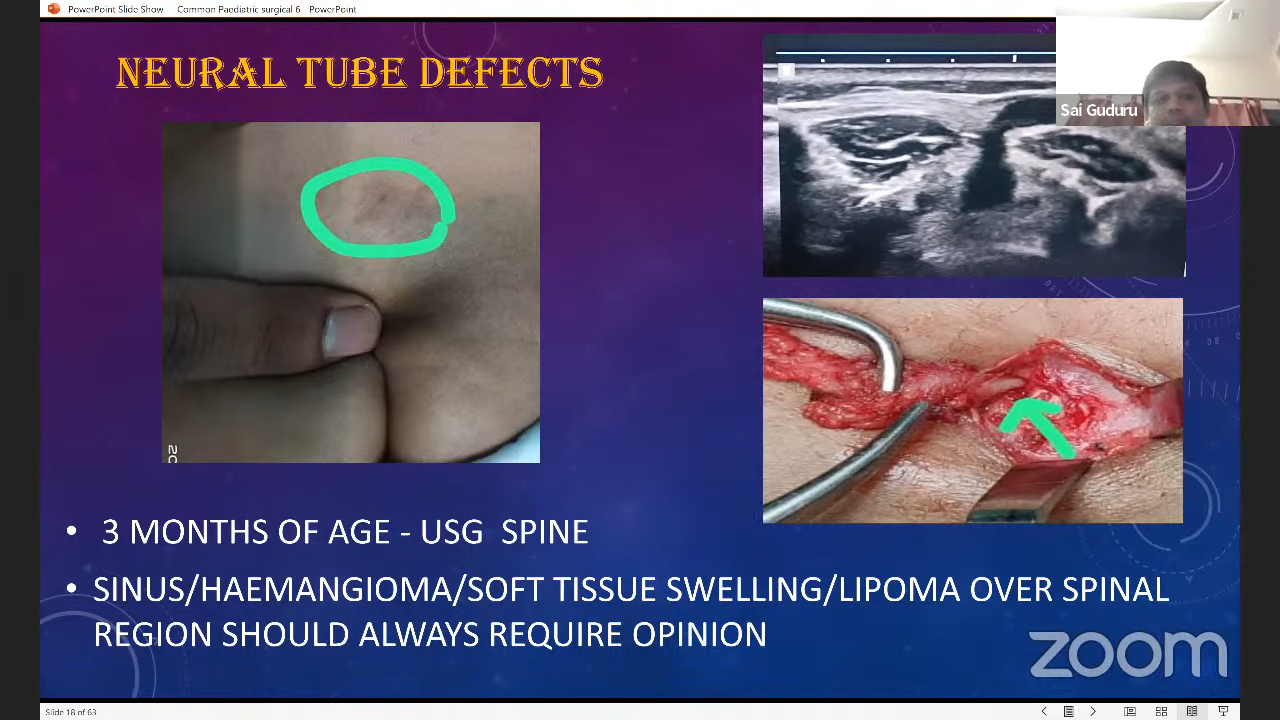 PowerPoint Slide Show Common Paediatric surgical 6 PowerPoint
NEURAL TUBE DEFECTS
Sai Guduru
• 3 MONTHS OF AGE - USG SPINE
• SINUS/HAEMANGIOMA/SOFT TISSUE SWELLING/LIPOMA OVER SPINAL
REGION SHOULD ALWAYS REQUIRE OPINION
zoom
Slide 18 of 63